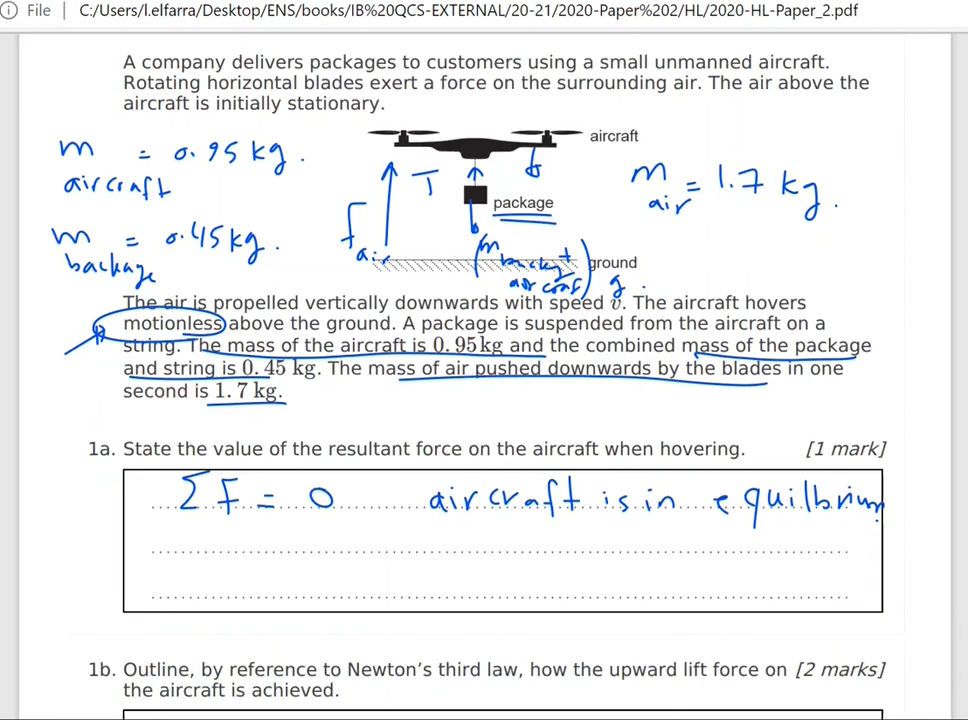 File | C:/Users/l.elfarra/Desktop/ENS/books/IB%20QCS-EXTERNAL/20-21/2020-Paper%202/HL/2020-HL-Paper_2.pdf
A company delivers packages to customers using a small unmanned aircraft.
Rotating horizontal blades exert a force on the surrounding air. The air above the
aircraft is initially stationary.
aircraft
m aircraft = 0.95 kg.
T
package
m air = 1.7 kg.
m package = 0.45 kg.
F air
ground
g
The air is propelled vertically downwards with speed v. The aircraft hovers
motionless above the ground. A package is suspended from the aircraft on a
string. The mass of the aircraft is 0.95 kg and the combined mass of the package
and string is 0.45 kg. The mass of air pushed downwards by the blades in one
second is 1.7 kg.
1a. State the value of the resultant force on the aircraft when hovering. [1 mark]
ΣF = 0 aircraft is in equilbrium
1b. Outline, by reference to Newton's third law, how the upward lift force on [2 marks]
the aircraft is achieved.